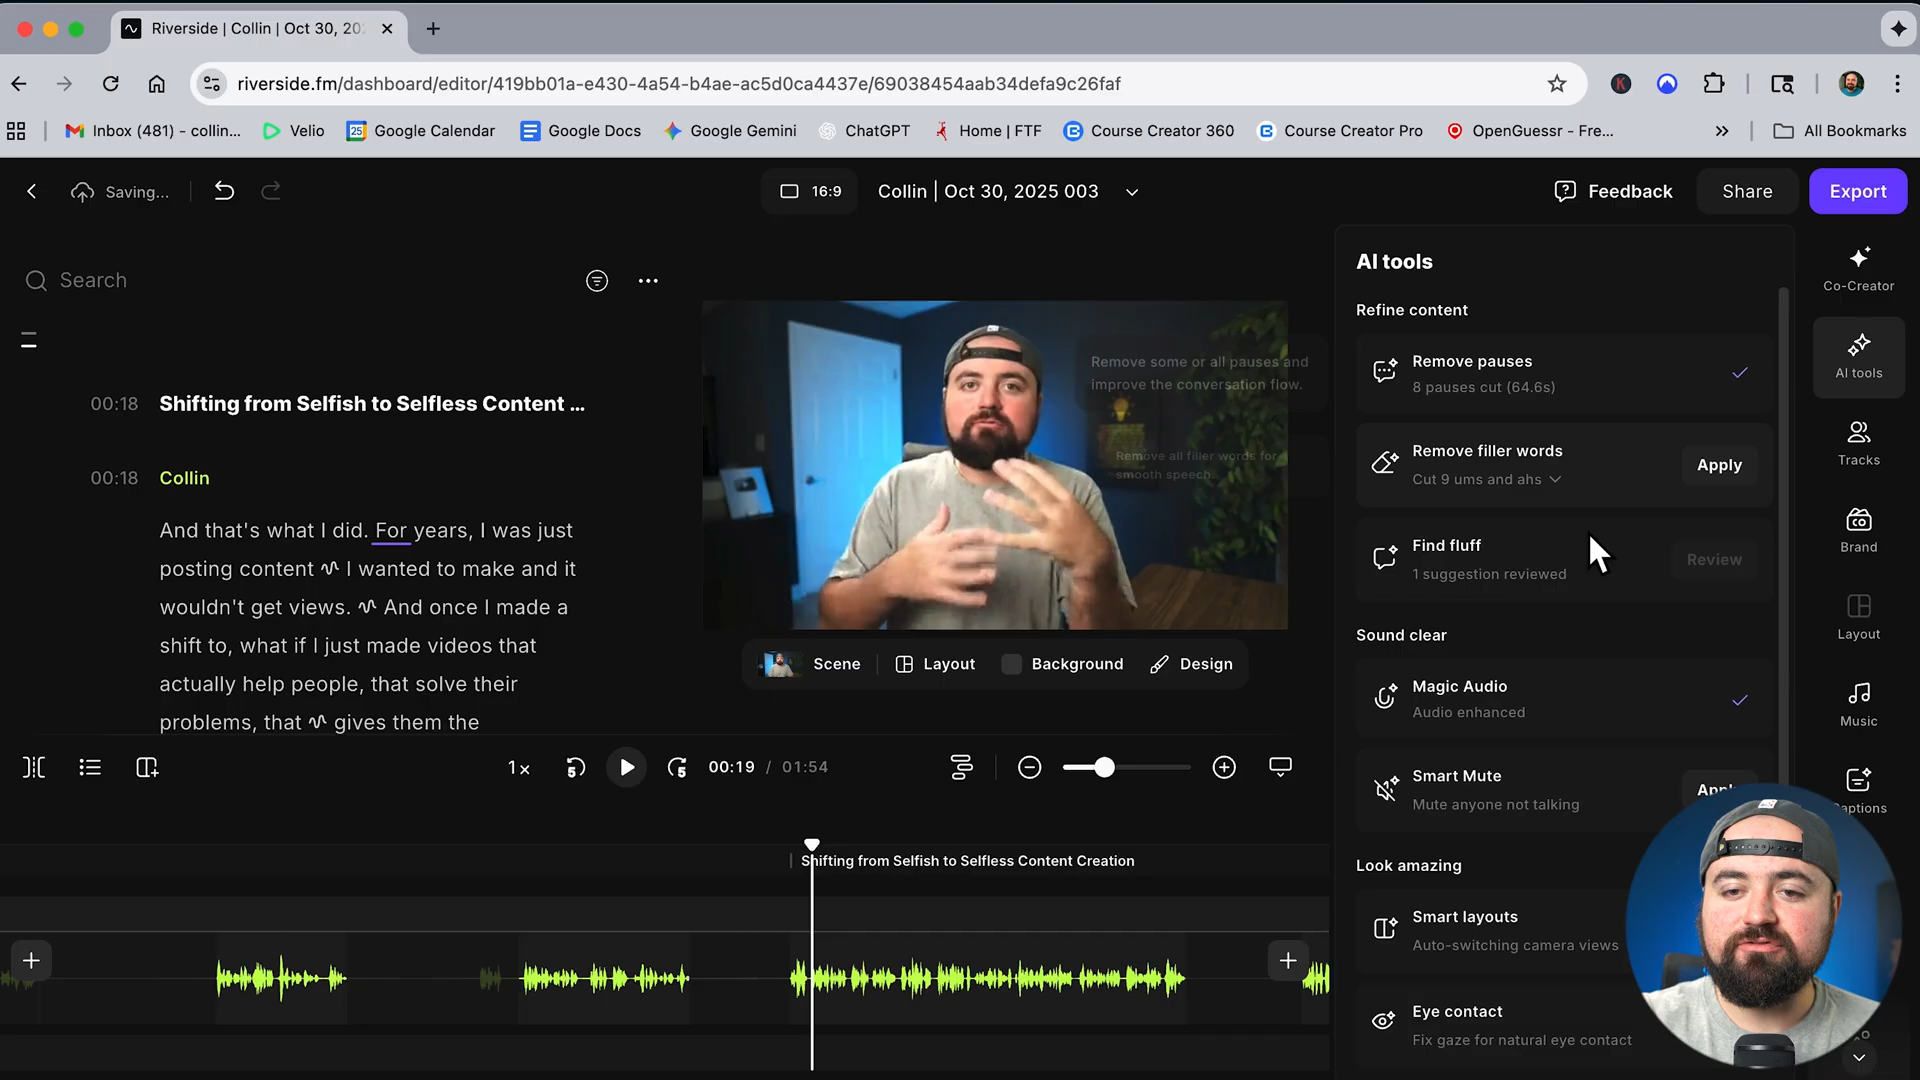 Riverside | Collin | Oct 30, 20
riverside.fm/dashboard/editor/419bb01a-e430-4a54-b4ae-ac5d0ca4437e/69038454aab34defa9c26faf
K
Inbox (481) - collin...
Velio
25
Google Calendar
Google Docs
Google Gemini
ChatGPT
Home | FTF
Course Creator 360
Course Creator Pro
OpenGuessr - Fre...
All Bookmarks
Saving...
16:9
Collin | Oct 30, 2025 003
Feedback
Share
Export
Search
00:18
Shifting from Selfish to Selfless Content ...
00:18
Collin
And that's what I did. For years, I was just
posting content I wanted to make and it
wouldn't get views. And once I made a
shift to, what if I just made videos that
actually help people, that solve their
problems, that gives them the
Remove some or all pauses and
improve the conversation flow.
Remove all filler words for
smooth speech.
Scene
Layout
Background
Design
AI tools
Refine content
Remove pauses
8 pauses cut (64.6s)
Remove filler words
Cut 9 ums and ahs
Apply
Find fluff
1 suggestion reviewed
Review
Sound clear
Magic Audio
Audio enhanced
Smart Mute
Mute anyone not talking
Look amazing
Smart layouts
Auto-switching camera views
Eye contact
Fix gaze for natural eye contact
Co-Creator
AI tools
Tracks
Brand
Layout
Music
1×
5
5
00:19 / 01:54
Shifting from Selfish to Selfless Content Creation